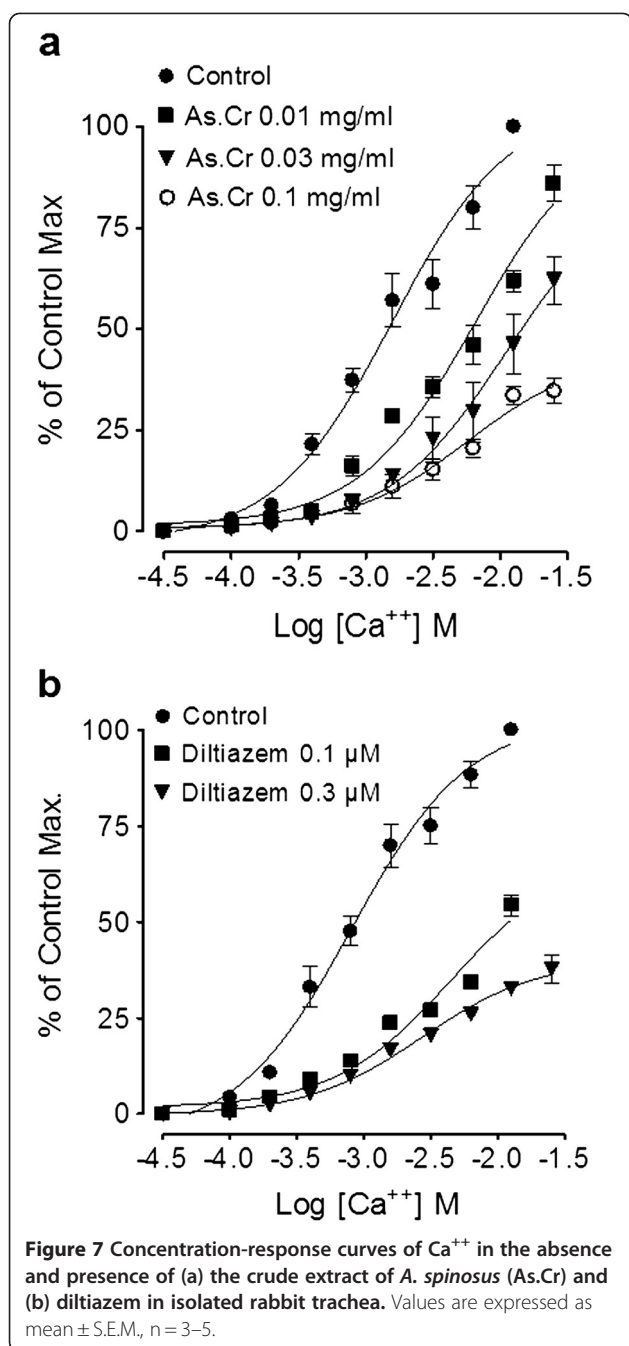 a
Control
As.Cr 0.01 mg/ml
As.Cr 0.03 mg/ml
As.Cr 0.1 mg/ml
% of Control Max
100
75
50
25
0
-4.5 -4.0 -3.5 -3.0 -2.5 -2.0 -1.5
Log [Ca⁺⁺] M
b
Control
Diltiazem 0.1 µM
Diltiazem 0.3 µM
% of Control Max.
100
75
50
25
0
-4.5 -4.0 -3.5 -3.0 -2.5 -2.0 -1.5
Log [Ca⁺⁺] M
Figure 7 Concentration-response curves of Ca⁺⁺ in the absence
and presence of (a) the crude extract of A. spinosus (As.Cr) and
(b) diltiazem in isolated rabbit trachea. Values are expressed as
mean ± S.E.M., n = 3–5.